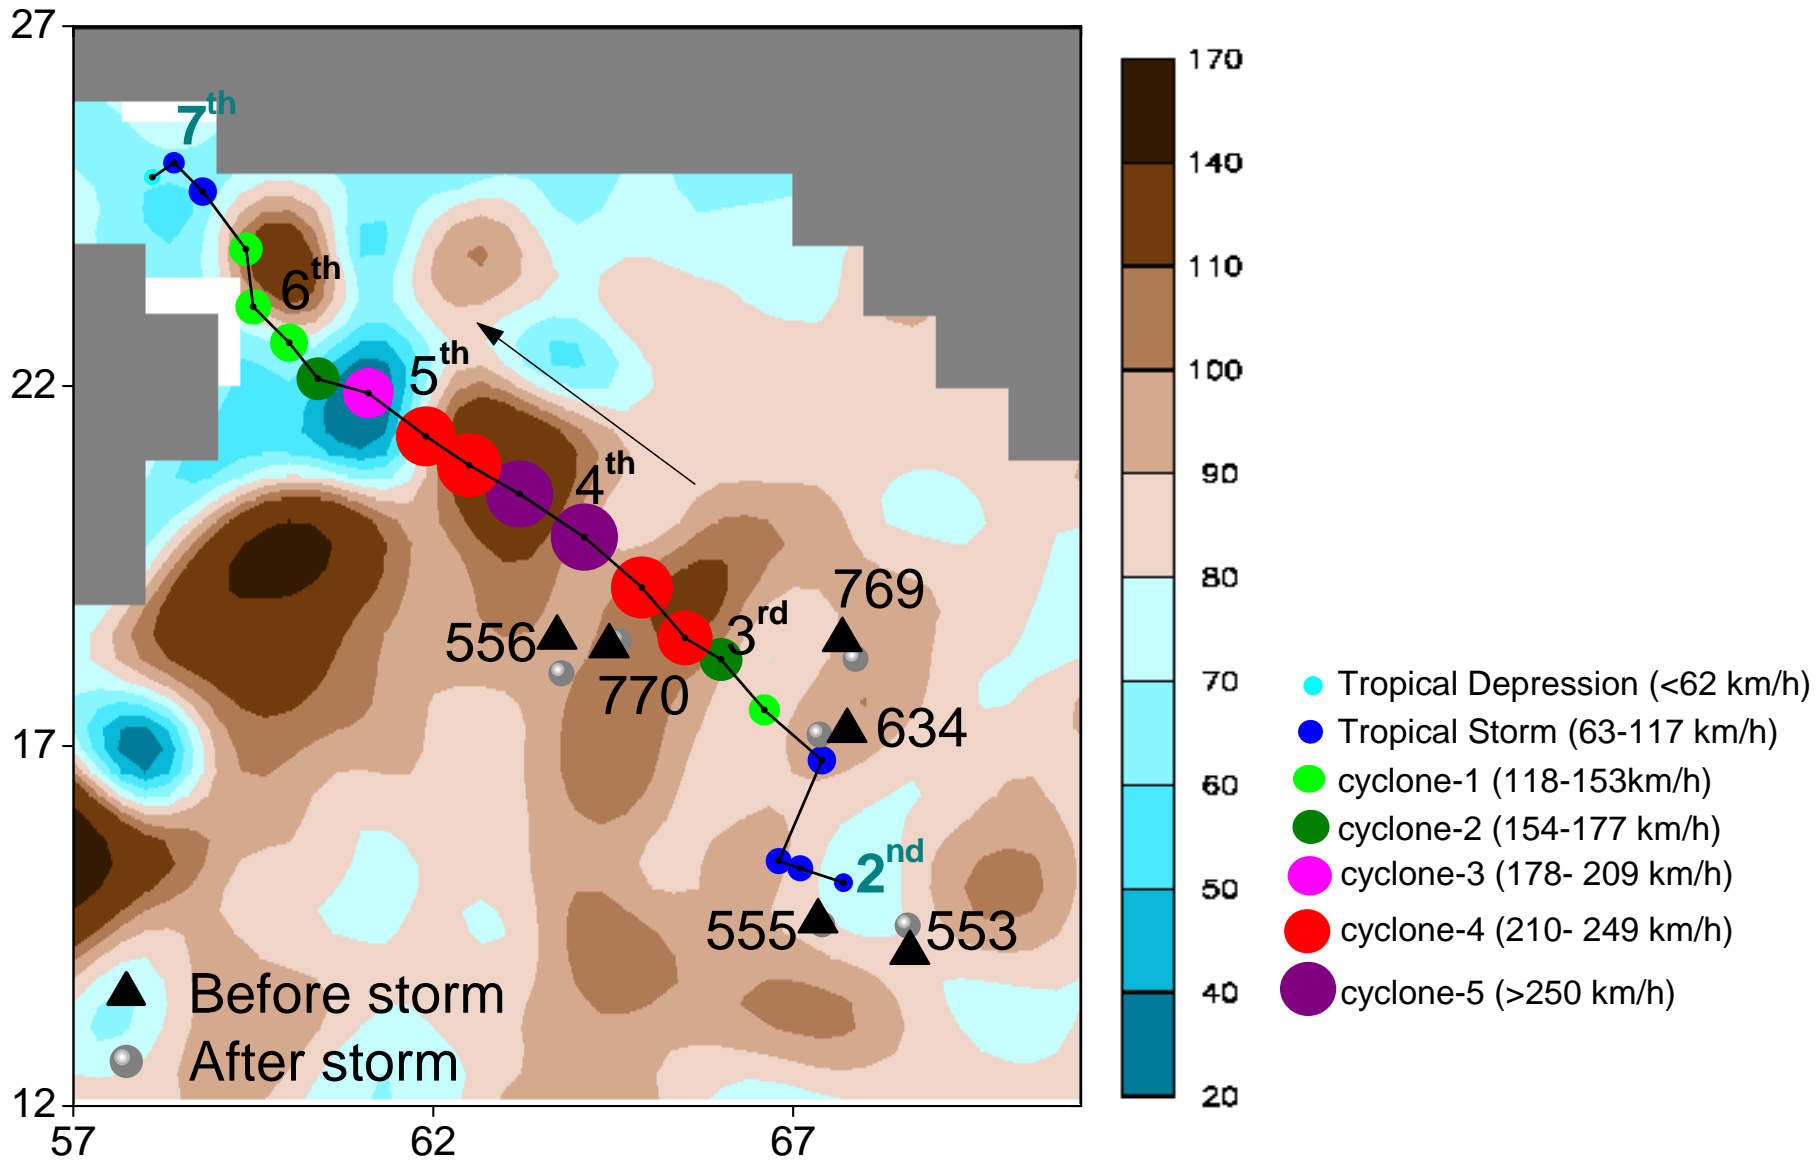 27
22
17
12
57
62
67
7th
6th
5th
4th
3rd
2nd
769
556
770
634
555
553
Before storm
After storm
170
140
110
100
90
80
70
60
50
40
20
Tropical Depression (<62 km/h)
Tropical Storm (63-117 km/h)
cyclone-1 (118-153km/h)
cyclone-2 (154-177 km/h)
cyclone-3 (178- 209 km/h)
cyclone-4 (210- 249 km/h)
cyclone-5 (>250 km/h)